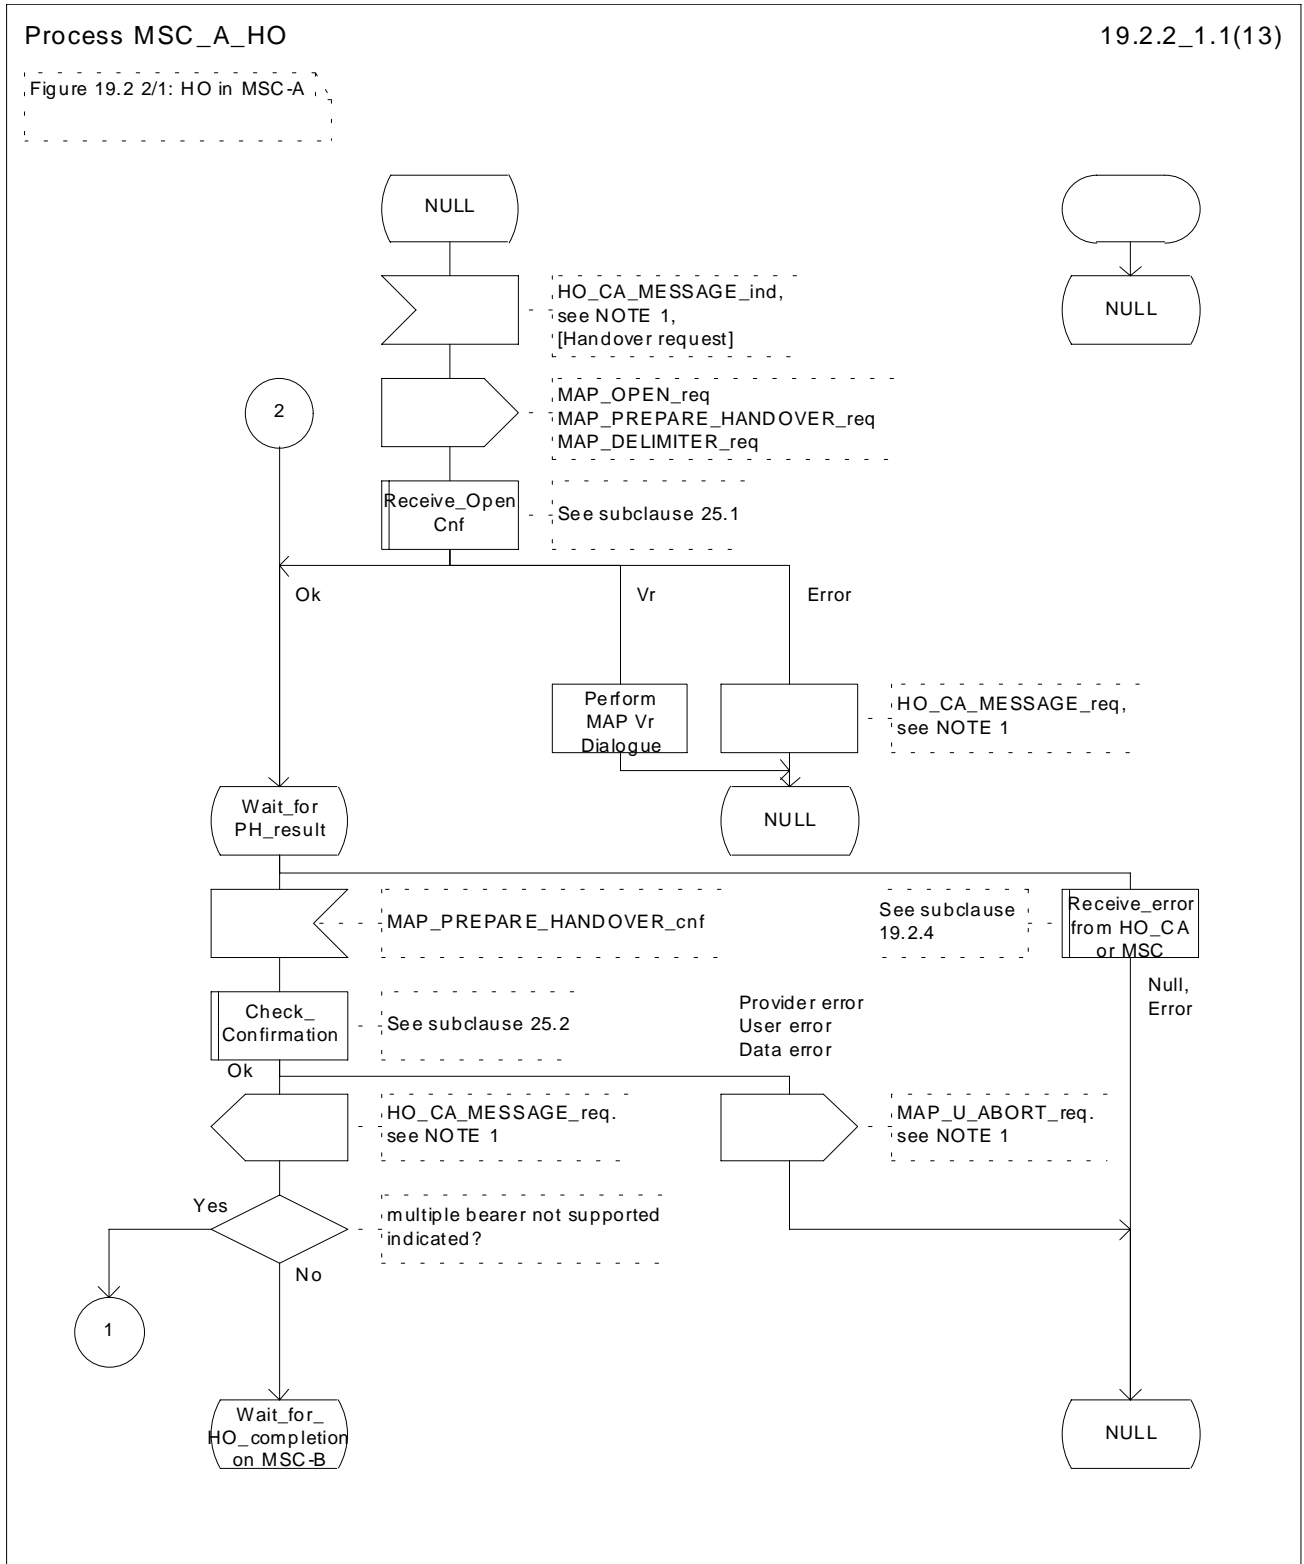 Process MSC_A_HO
19.2.2_1.1(13)
Figure 19.2 2/1: HO in MSC-A
NULL
HO_CA_MESSAGE_ind,
see NOTE 1,
[Handover request]
NULL
2
MAP_OPEN_req
MAP_PREPARE_HANDOVER_req
MAP_DELIMITER_req
Receive_Open
Cnf
See subclause 25.1
Ok
Vr
Error
Perform
MAP Vr
Dialogue
HO_CA_MESSAGE_req,
see NOTE 1
Wait_for
PH_result
NULL
MAP_PREPARE_HANDOVER_cnf
See subclause
19.2.4
Receive_error
from HO_CA
or MSC
Null,
Error
Check_
Confirmation
See subclause 25.2
Provider error
User error
Data error
Ok
HO_CA_MESSAGE_req.
see NOTE 1
MAP_U_ABORT_req.
see NOTE 1
Yes
multiple bearer not supported
indicated?
No
1
Wait_for_
HO_completion
on MSC-B
NULL